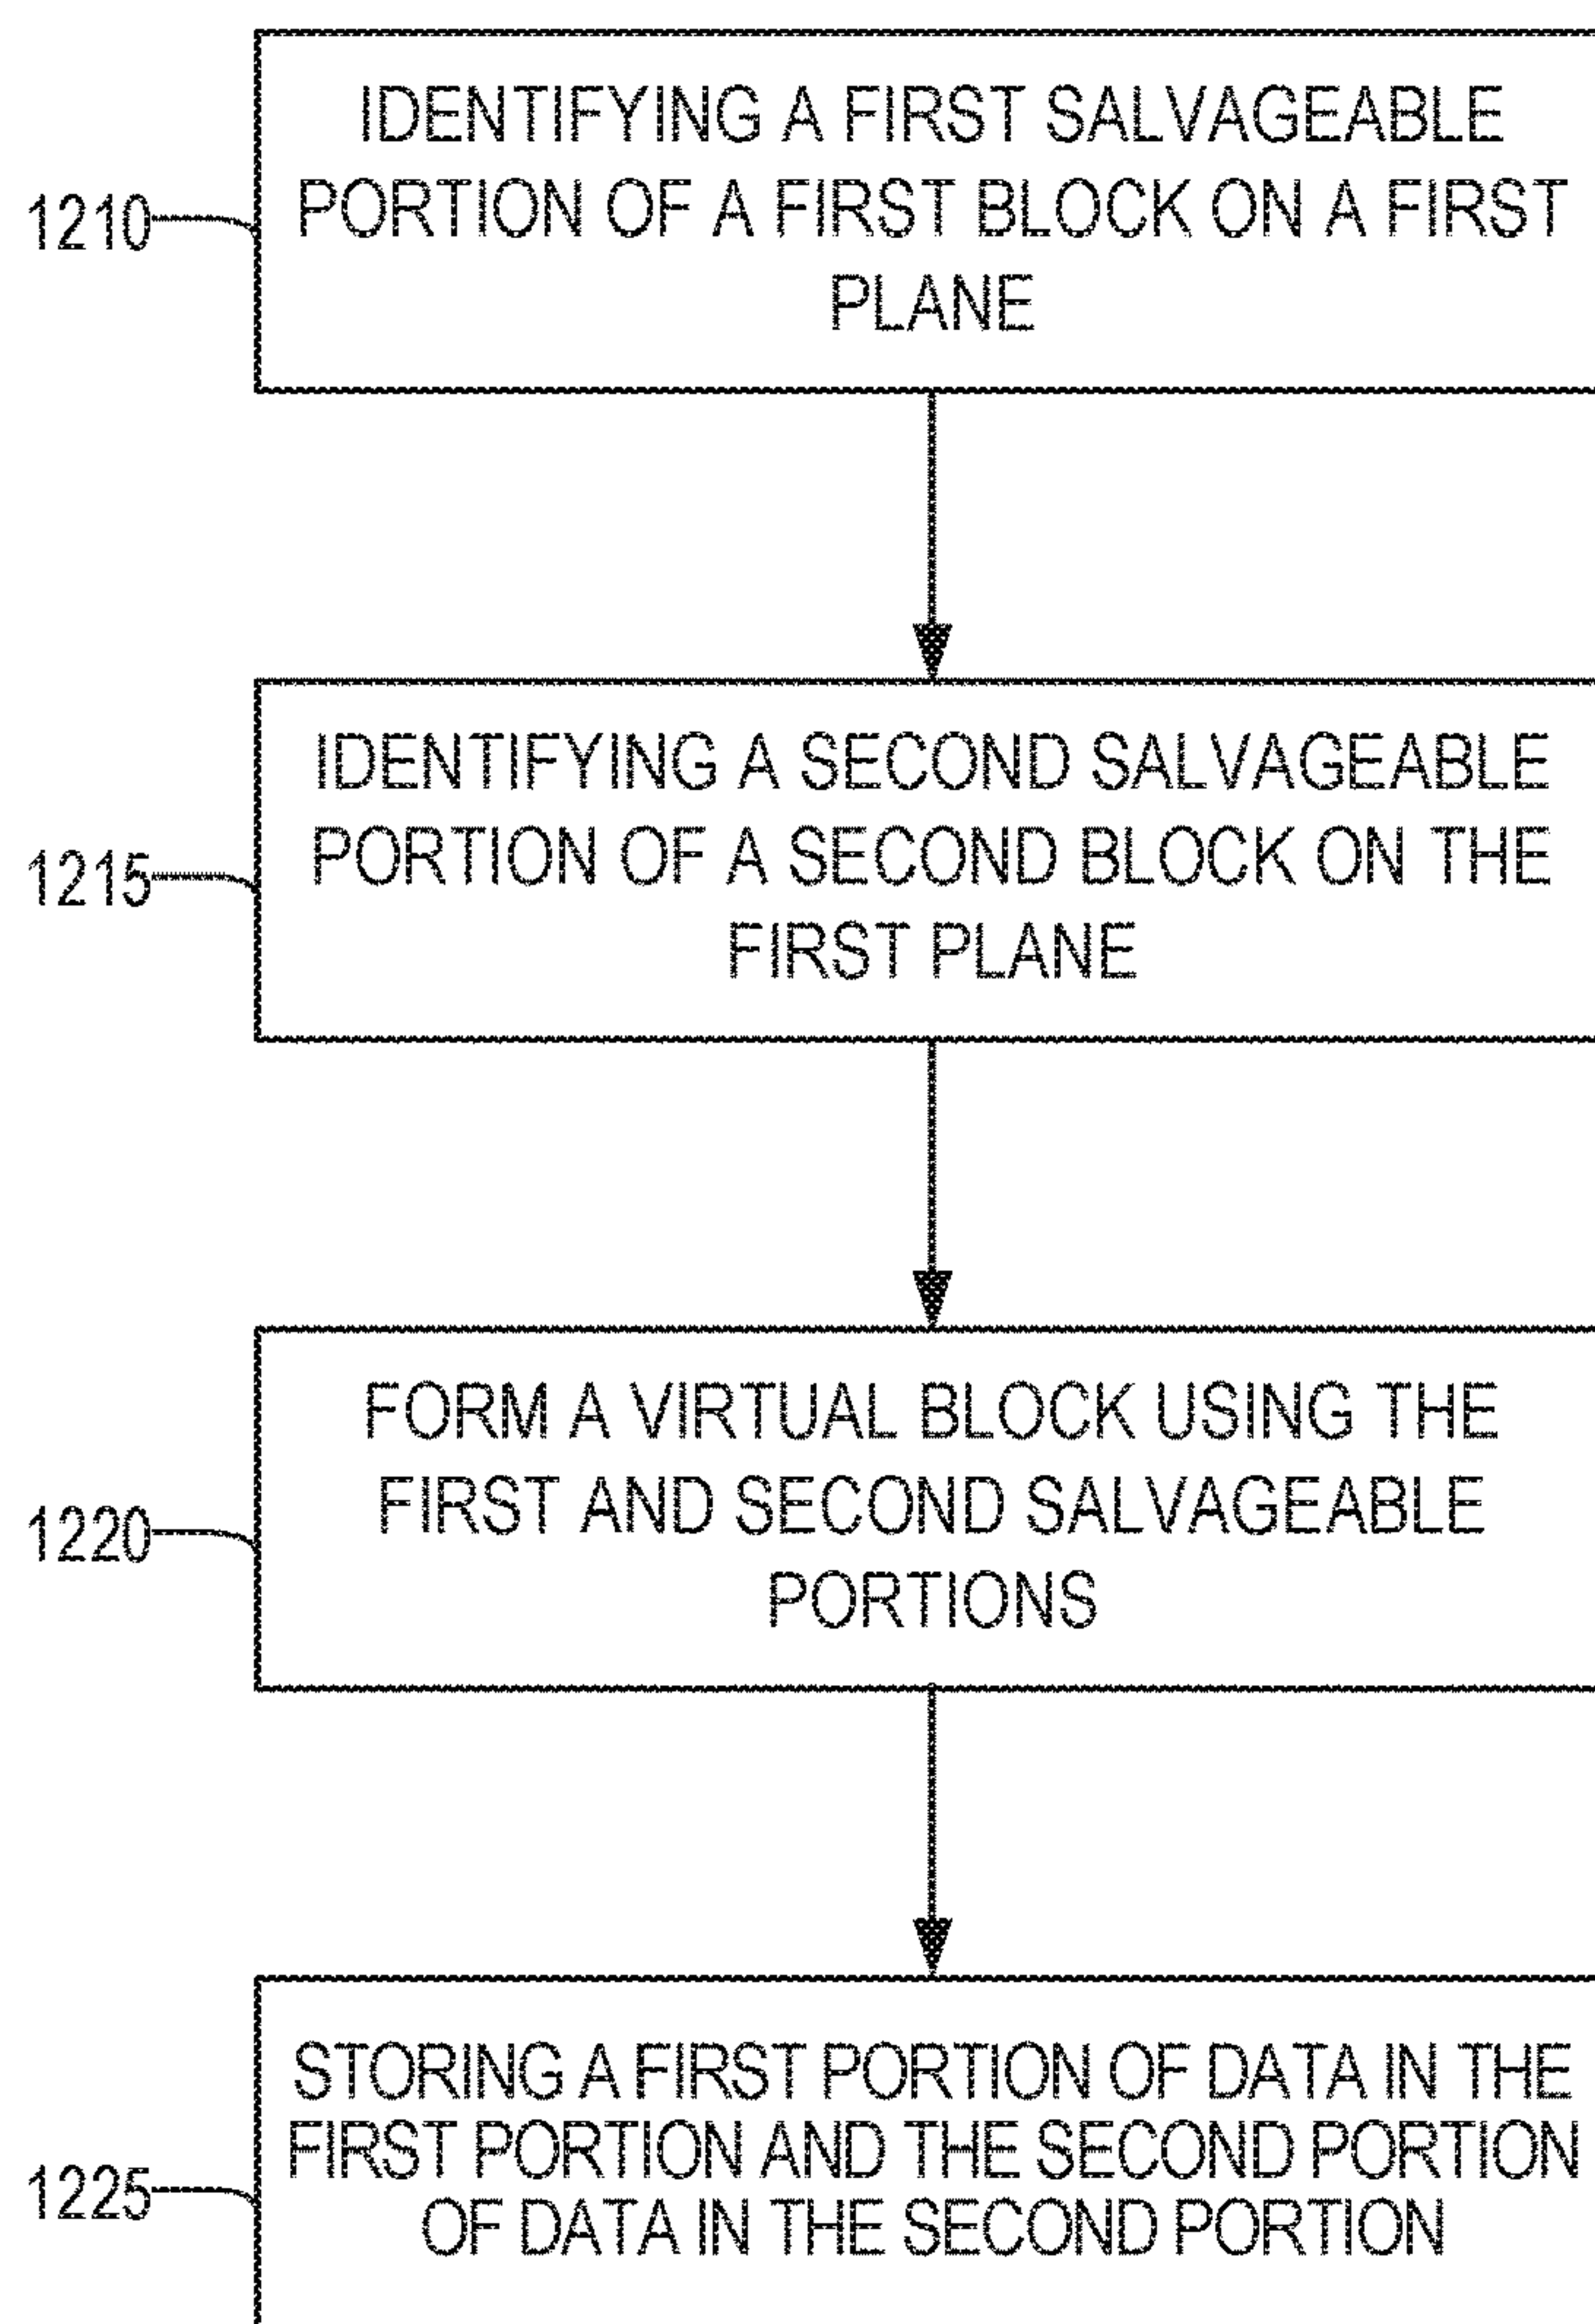 IDENTIFYING A FIRST SALVAGEABLE
1210 PORTION OF A FIRST BLOCK ON A FIRST
PLANE
IDENTIFYING A SECOND SALVAGEABLE
1215 PORTION OF A SECOND BLOCK ON THE
FIRST PLANE
FORM A VIRTUAL BLOCK USING THE
1220 FIRST AND SECOND SALVAGEABLE
PORTIONS
STORING A FIRST PORTION OF DATA IN THE
FIRST PORTION AND THE SECOND PORTION
1225 OF DATA IN THE SECOND PORTION